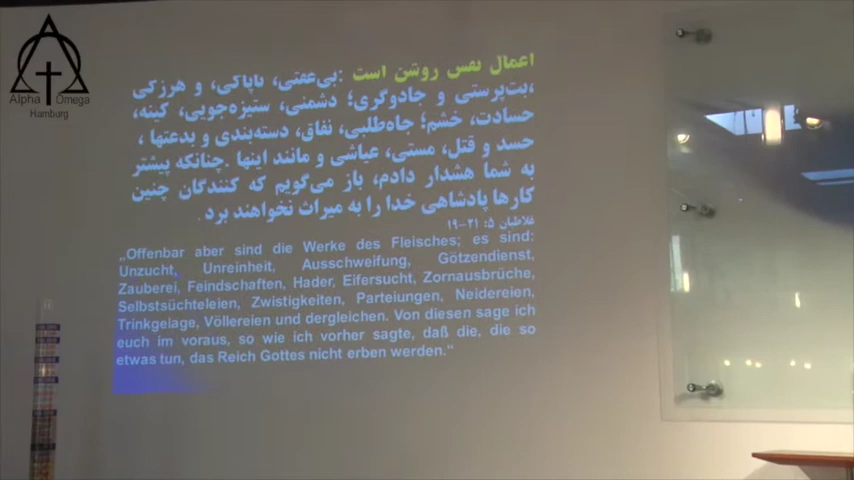 Alpha Omega
Hamburg
اعمال نفس روشن است :بی‌عفتی، ناپاکی، و هرزگی
،بت‌پرستی و جادوگری؛ دشمنی، ستیزه‌جویی، کینه،
حسادت، خشم؛ جاه‌طلبی، نفاق، دسته‌بندی و بدعتها ،
حسد و قتل، مستی، عیاشی و مانند اینها .چنانکه پیشتر
به شما هشدار دادم، باز می‌گویم که کنندگان چنین
کارها پادشاهی خدا را به میراث نخواهند برد .
غلاطیان ۵: ۲۱-۱۹
„Offenbar aber sind die Werke des Fleisches; es sind:
Unzucht, Unreinheit, Ausschweifung, Götzendienst,
Zauberei, Feindschaften, Hader, Eifersucht, Zornausbrüche,
Selbstsüchteleien, Zwistigkeiten, Parteiungen, Neidereien,
Trinkgelage, Völlereien und dergleichen. Von diesen sage ich
euch im voraus, so wie ich vorher sagte, daß die, die so
etwas tun, das Reich Gottes nicht erben werden.“